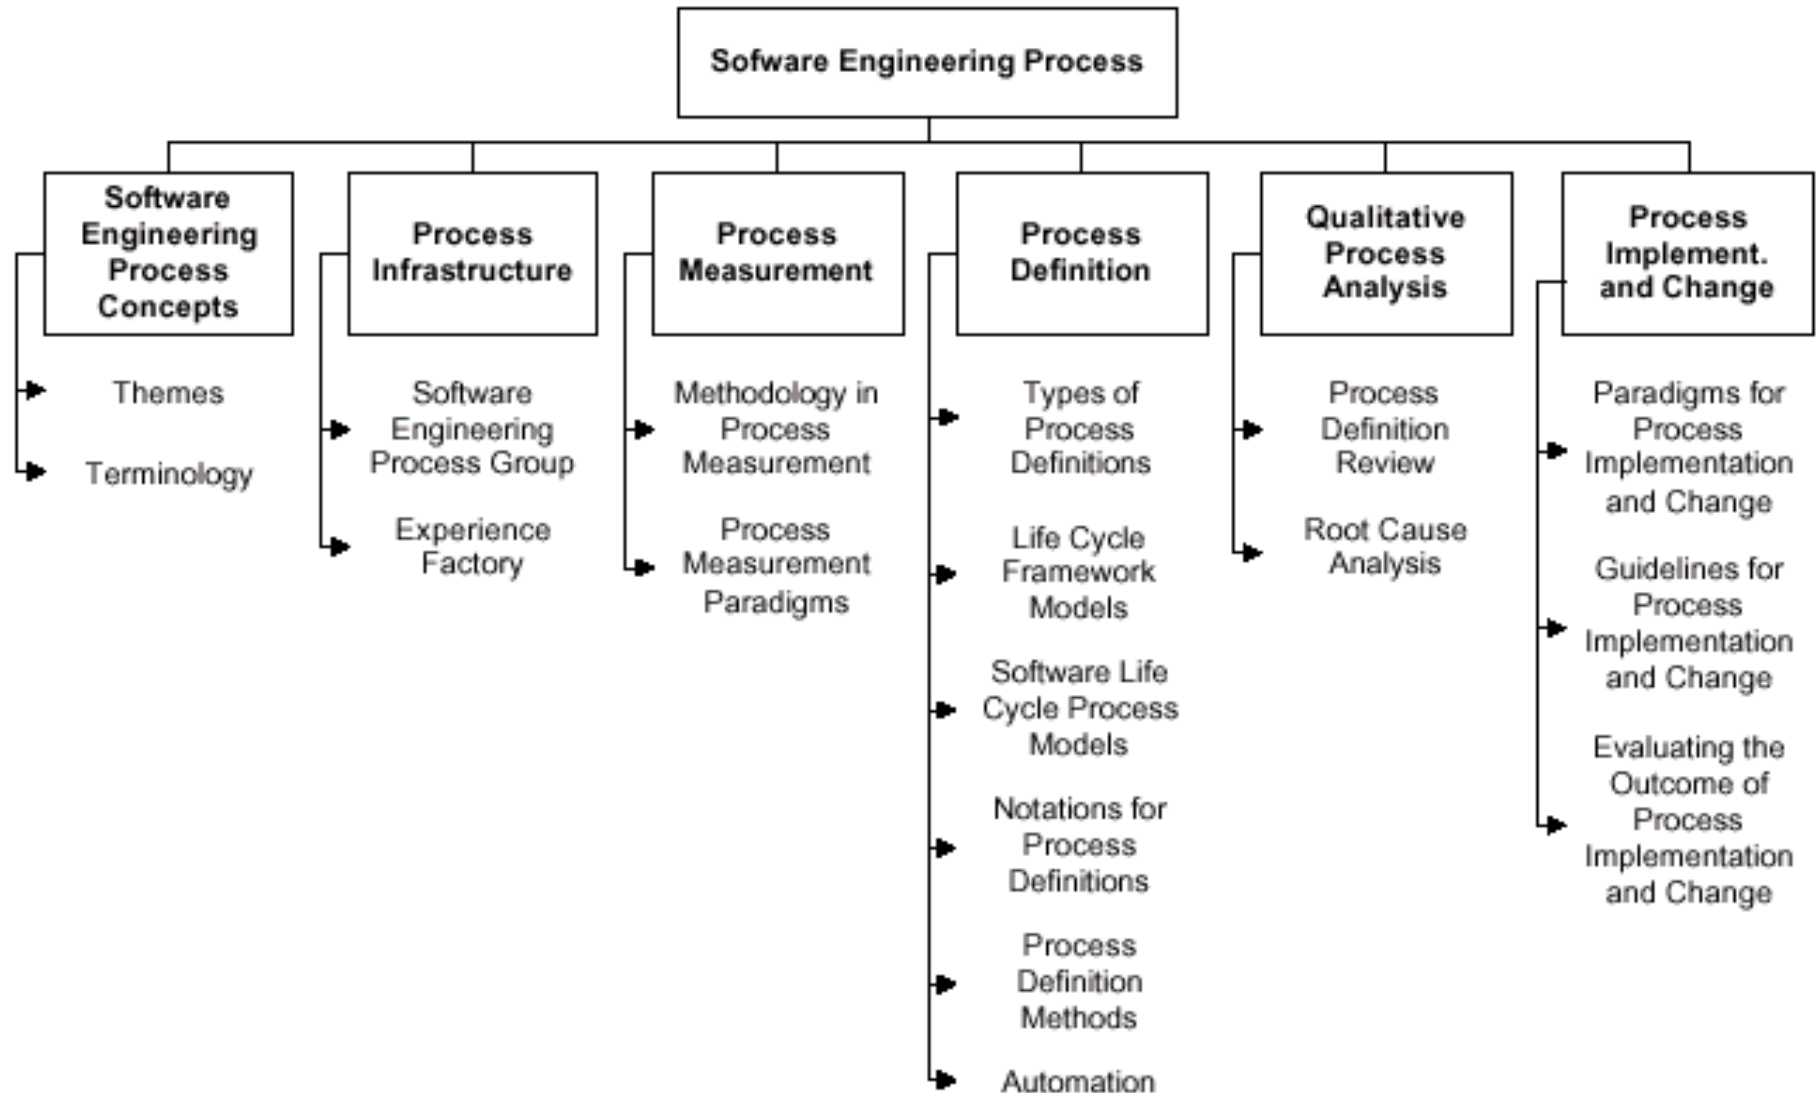 Sofware Engineering Process
Software
Engineering
Process
Concepts
Themes
Terminology
Process
Infrastructure
Software
Engineering
Process Group
Experience
Factory
Process
Measurement
Methodology in
Process
Measurement
Process
Measurement
Paradigms
Process
Definition
Types of
Process
Definitions
Life Cycle
Framework
Models
Software Life
Cycle Process
Models
Notations for
Process
Definitions
Process
Definition
Methods
Automation
Qualitative
Process
Analysis
Process
Definition
Review
Root Cause
Analysis
Process
Implement.
and Change
Paradigms for
Process
Implementation
and Change
Guidelines for
Process
Implementation
and Change
Evaluating the
Outcome of
Process
Implementation
and Change